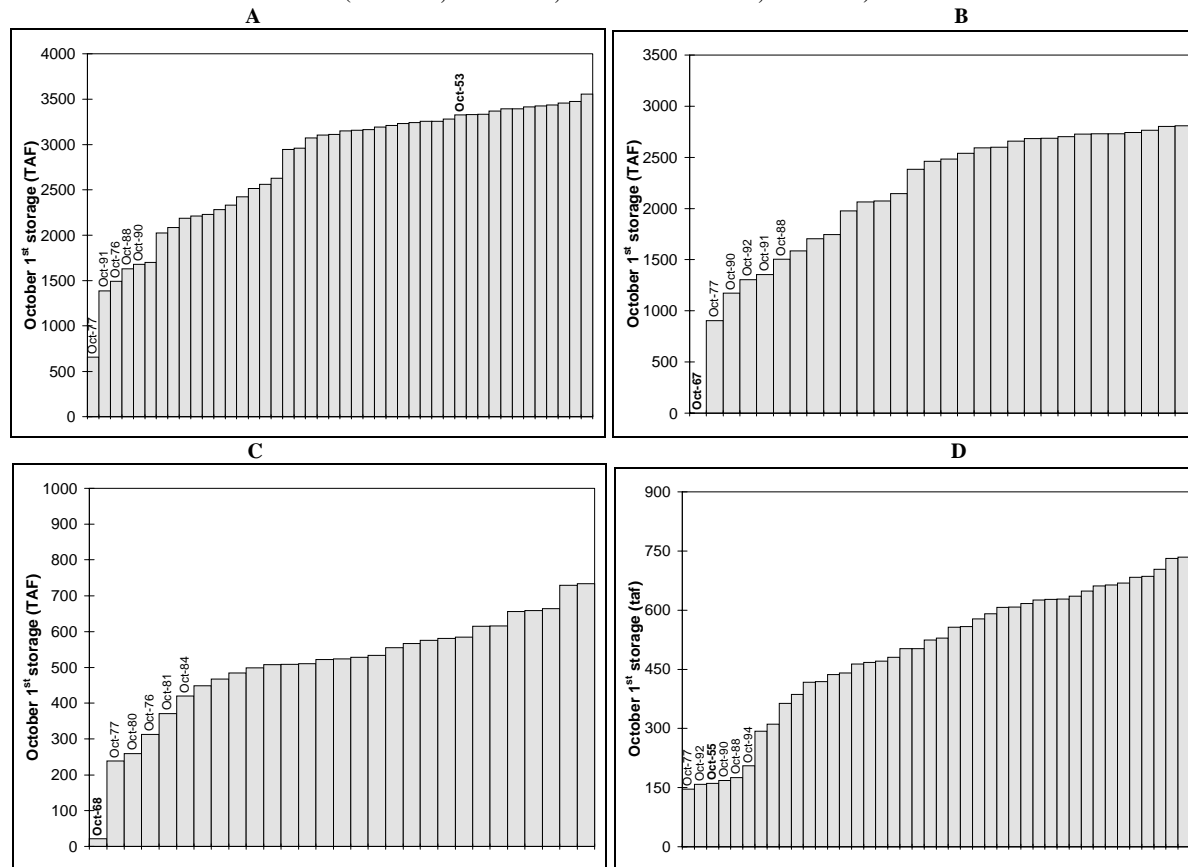 A
B
October 1st storage (TAF)
4000
3500
3000
2500
2000
1500
1000
500
0
Oct-77
Oct-91
Oct-76
Oct-88
Oct-90
Oct-53
October 1st storage (TAF)
3500
3000
2500
2000
1500
1000
500
0
Oct-67
Oct-77
Oct-90
Oct-92
Oct-91
Oct-88
C
D
October 1st storage (TAF)
1000
900
800
700
600
500
400
300
200
100
0
Oct-68
Oct-77
Oct-80
Oct-76
Oct-81
Oct-84
October 1st storage (taf)
900
750
600
450
300
150
0
Oct-77
Oct-92
Oct-55
Oct-90
Oct-88
Oct-94